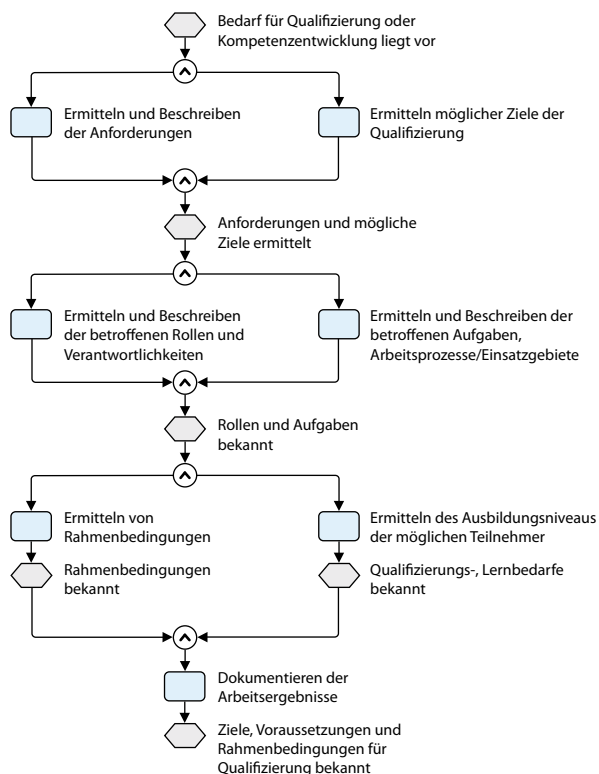 Bedarf für Qualifizierung oder
Kompetenzentwicklung liegt vor
Ermitteln und Beschreiben
der Anforderungen
Ermitteln möglicher Ziele der
Qualifizierung
Anforderungen und mögliche
Ziele ermittelt
Ermitteln und Beschreiben
der betroffenen Rollen und
Verantwortlichkeiten
Ermitteln und Beschreiben der
betroffenen Aufgaben,
Arbeitsprozesse/Einsatzgebiete
Rollen und Aufgaben
bekannt
Ermitteln von
Rahmenbedingungen
Ermitteln des Ausbildungsniveaus
der möglichen Teilnehmer
Rahmenbedingungen
bekannt
Qualifizierungs-, Lernbedarfe
bekannt
Dokumentieren der
Arbeitsergebnisse
Ziele, Voraussetzungen und
Rahmenbedingungen für
Qualifizierung bekannt